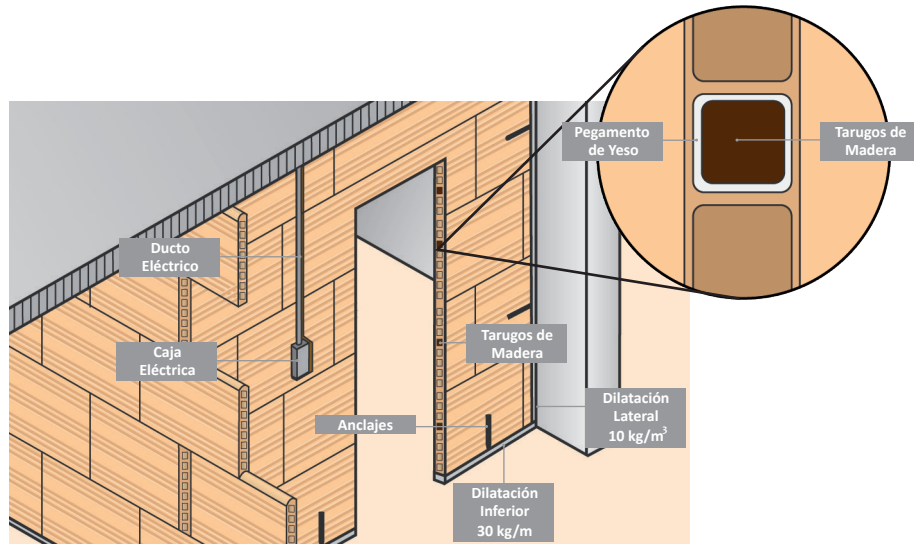 Pegamento
de Yeso
Tarugos de
Madera
Ducto
Eléctrico
Caja
Eléctrica
Tarugos de
Madera
Anclajes
Dilatación
Lateral
10 kg/m³
Dilatación
Inferior
30 kg/m